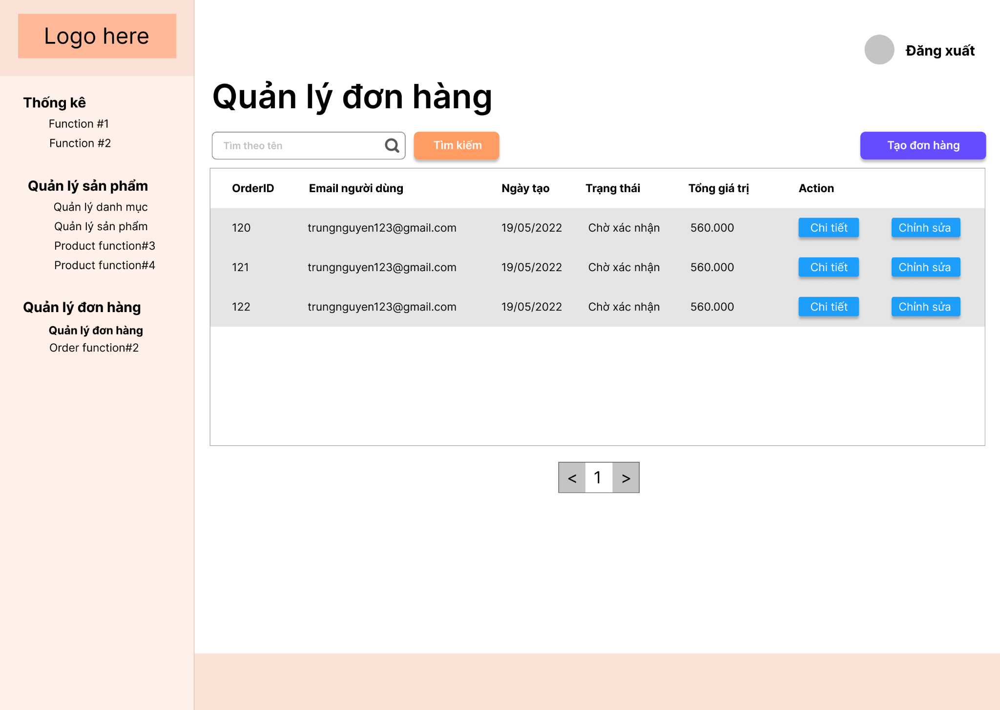 Logo here
Đăng xuất
Thống kê
Function #1
Function #2
Quản lý sản phẩm
Quản lý danh mục
Quản lý sản phẩm
Product function#3
Product function#4
Quản lý đơn hàng
Quản lý đơn hàng
Order function#2
Quản lý đơn hàng
Tìm theo tên Tìm kiếm Tạo đơn hàng
OrderID Email người dùng Ngày tạo Trạng thái Tổng giá trị Action
120 trungnguyen123@gmail.com 19/05/2022 Chờ xác nhận 560.000 Chi tiết Chỉnh sửa
121 trungnguyen123@gmail.com 19/05/2022 Chờ xác nhận 560.000 Chi tiết Chỉnh sửa
122 trungnguyen123@gmail.com 19/05/2022 Chờ xác nhận 560.000 Chi tiết Chỉnh sửa
< 1 >